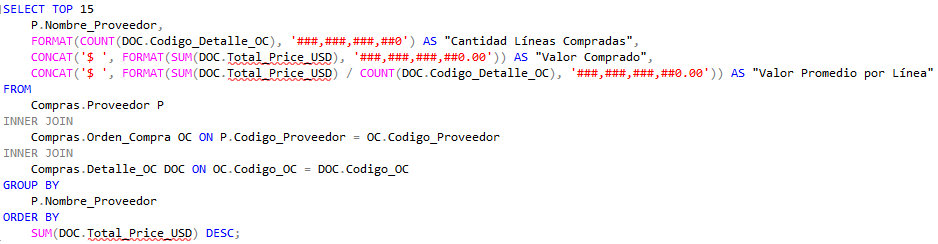 SELECT TOP 15
P.Nombre_Proveedor,
FORMAT(COUNT(DOC.Codigo_Detalle_OC), '###,###,###,##0') AS "Cantidad Líneas Compradas",
CONCAT('$ ', FORMAT(SUM(DOC.Total_Price_USD), '###,###,###,##0.00')) AS "Valor Comprado",
CONCAT('$ ', FORMAT(SUM(DOC.Total_Price_USD) / COUNT(DOC.Codigo_Detalle_OC), '###,###,###,##0.00')) AS "Valor Promedio por Línea"
FROM
Compras.Proveedor P
INNER JOIN
Compras.Orden_Compra OC ON P.Codigo_Proveedor = OC.Codigo_Proveedor
INNER JOIN
Compras.Detalle_OC DOC ON OC.Codigo_OC = DOC.Codigo_OC
GROUP BY
P.Nombre_Proveedor
ORDER BY
SUM(DOC.Total_Price_USD) DESC;